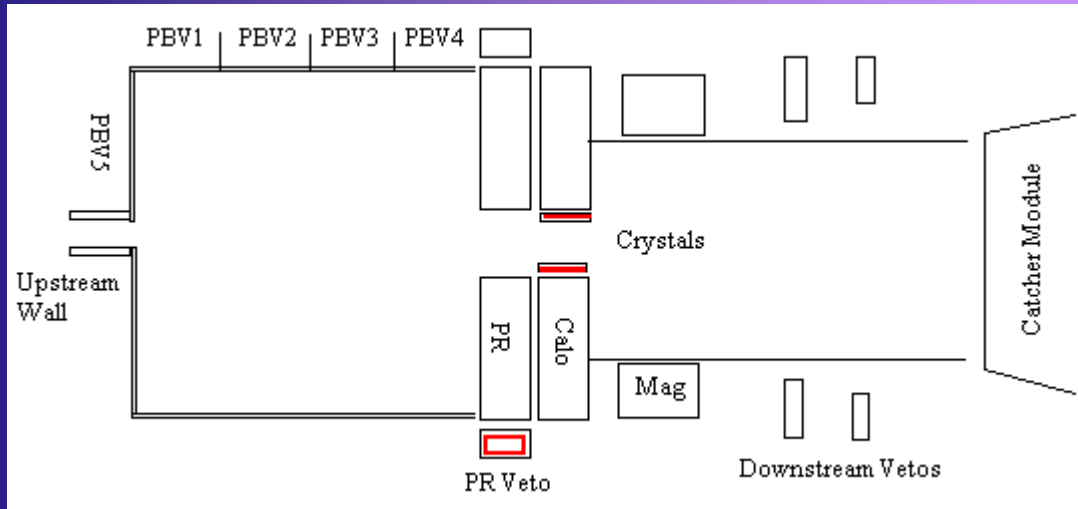 PBV1 PBV2 PBV3 PBV4
PBV5
Upstream
Wall
Crystals
PR
Calo
Mag
Catcher Module
PR Veto
Downstream Vetos